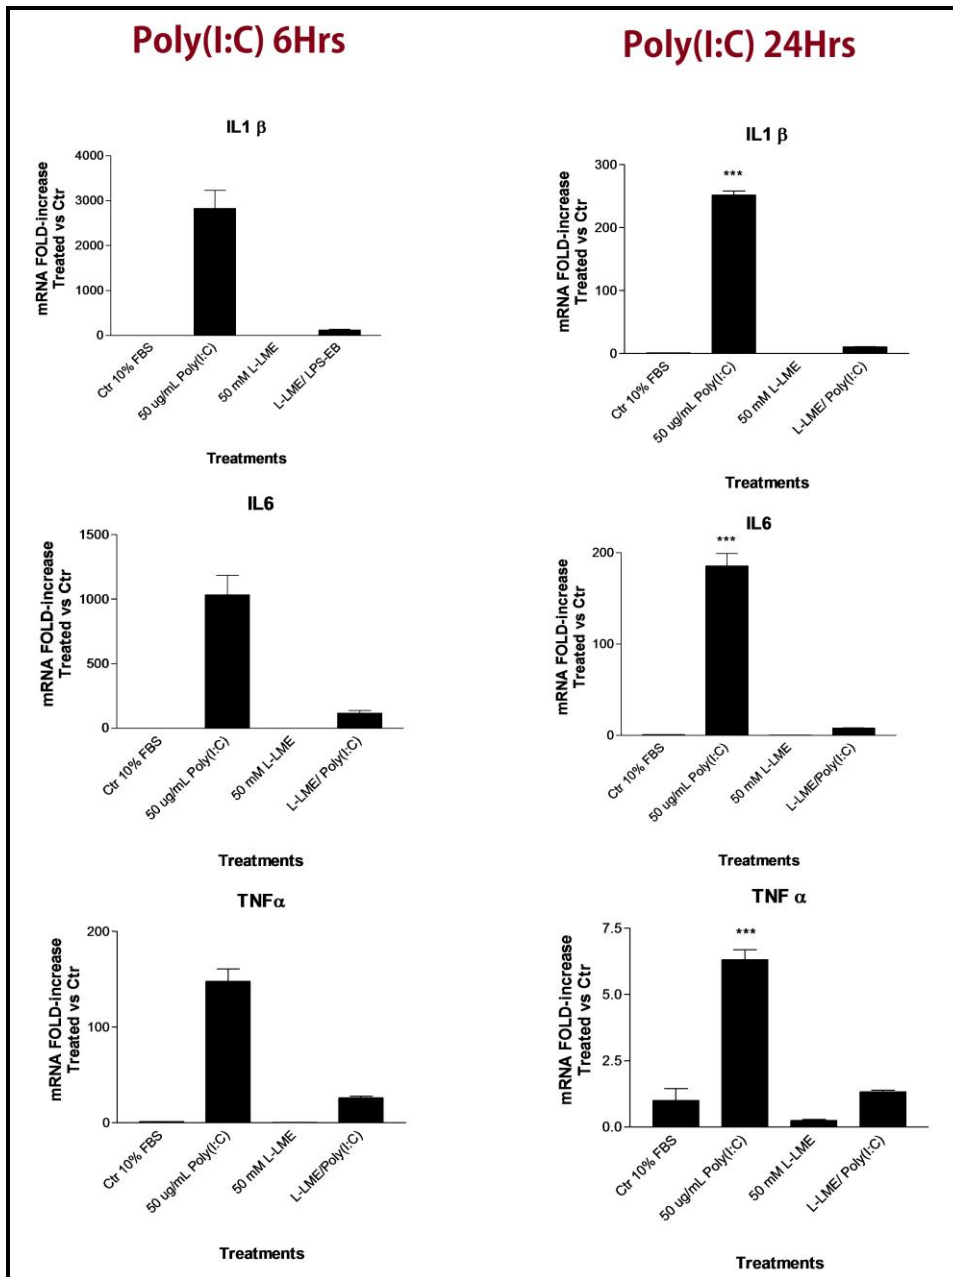 Poly(I:C) 6Hrs
IL1 β
mRNA FOLD-increase
Treated vs Ctr
4000
3000
2000
1000
0
Ctr 10% FBS
50 ug/mL Poly(I:C)
50 mM L-LME
L-LME/ LPS-EB
Treatments
IL6
mRNA FOLD-increase
Treated vs Ctr
1500
1000
500
0
Ctr 10% FBS
50 ug/mL Poly(I:C)
50 mM L-LME
L-LME/ Poly(I:C)
Treatments
TNFα
mRNA FOLD-increase
Treated vs Ctr
200
100
0
Ctr 10% FBS
50 ug/mL Poly(I:C)
50 mM L-LME
L-LME/Poly(I:C)
Treatments
Poly(I:C) 24Hrs
IL1 β
mRNA FOLD-increase
Treated vs Ctr
300
200
100
0
***
Ctr 10% FBS
50 ug/mL Poly(I:C)
50 mM L-LME
L-LME/ Poly(I:C)
Treatments
IL6
mRNA FOLD-increase
Treated vs Ctr
200
100
0
***
Ctr 10% FBS
50 ug/mL Poly(I:C)
50 mM L-LME
L-LME/Poly(I:C)
Treatments
TNF α
mRNA FOLD-increase
Treated vs Ctr
7.5
5.0
2.5
0.0
***
Ctr 10% FBS
50 ug/mL Poly(I:C)
50 mM L-LME
L-LME/ Poly(I:C)
Treatments